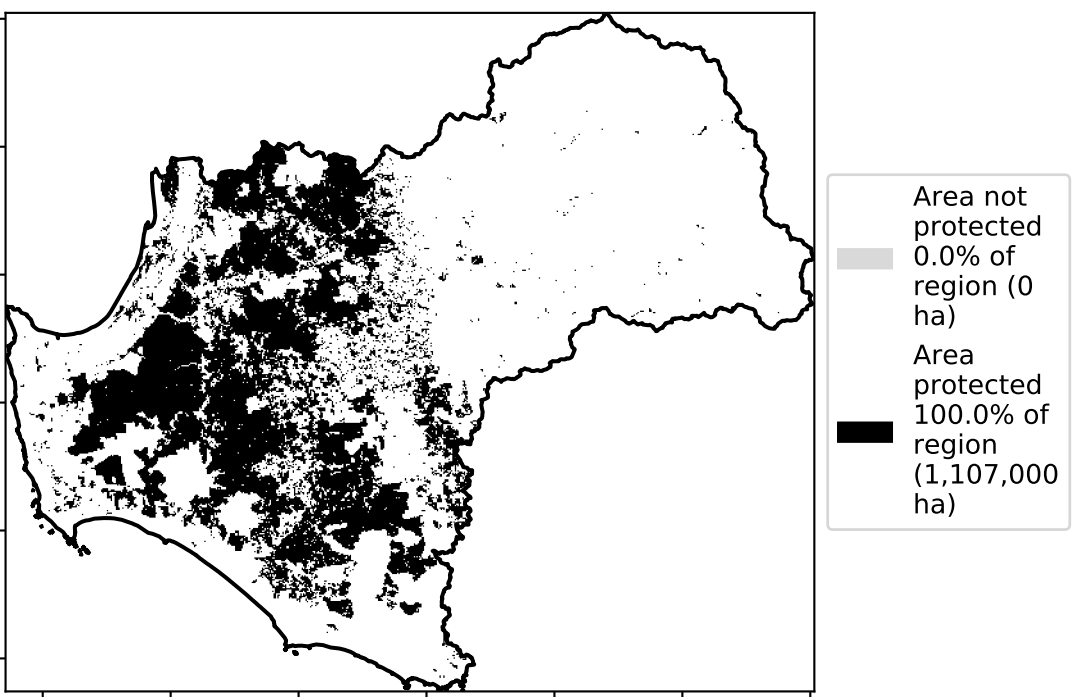 Area not
protected
0.0% of
region (0
ha)
Area
protected
100.0% of
region
(1,107,000
ha)